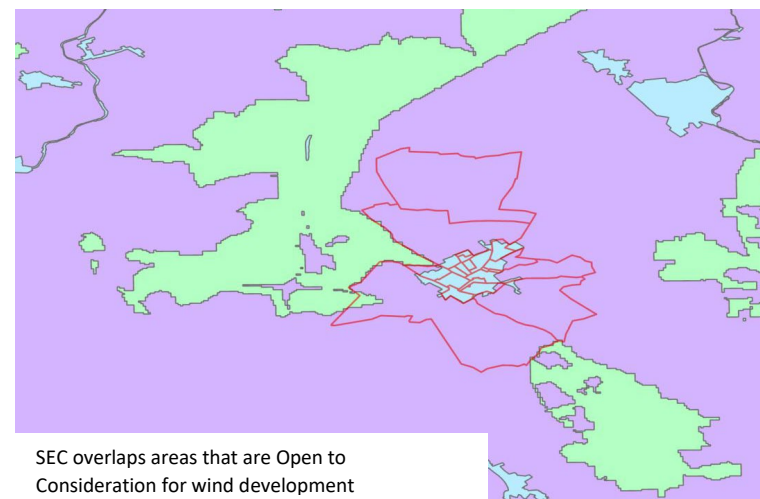 SEC overlaps areas that are Open to
Consideration for wind development